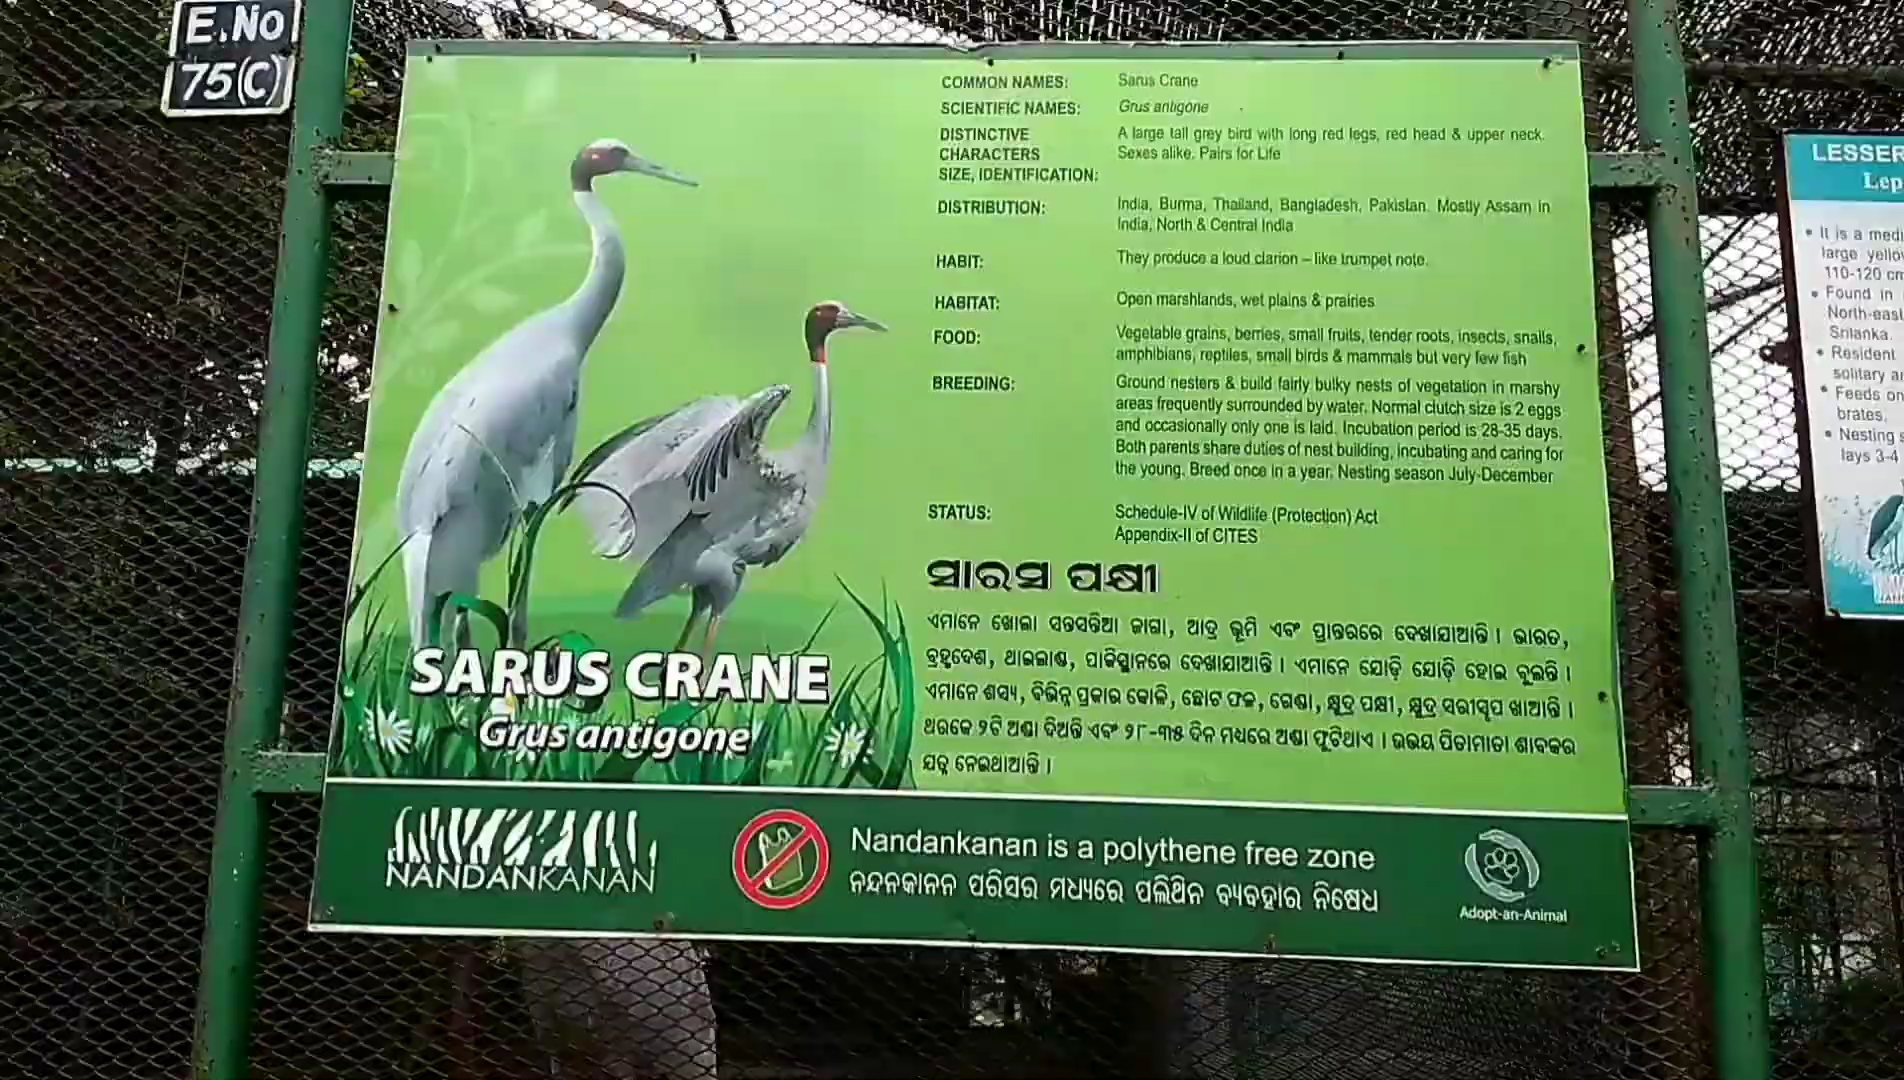 E.No
75(C)
COMMON NAMES: Sarus Crane
SCIENTIFIC NAMES: Grus antigone
DISTINCTIVE CHARACTERS SIZE, IDENTIFICATION: A large tall grey bird with long red legs, red head & upper neck.
Sexes alike. Pairs for Life
DISTRIBUTION: India, Burma, Thailand, Bangladesh, Pakistan. Mostly Assam in
India, North & Central India
HABIT: They produce a loud clarion – like trumpet note.
HABITAT: Open marshlands, wet plains & prairies
FOOD: Vegetable grains, berries, small fruits, tender roots, insects, snails,
amphibians, reptiles, small birds & mammals but very few fish
BREEDING: Ground nesters & build fairly bulky nests of vegetation in marshy
areas frequently surrounded by water. Normal clutch size is 2 eggs
and occasionally only one is laid. Incubation period is 28-35 days.
Both parents share duties of nest building, incubating and caring for
the young. Breed once in a year, Nesting season July-December
STATUS: Schedule-IV of Wildlife (Protection) Act
Appendix-II of CITES
ସାରସ ପକ୍ଷୀ
ଏମାନେ ଖୋଲା ସନ୍ତସନ୍ତିଆ ଜାଗା, ଆଦ୍ର ଭୂମି ଏବଂ ପ୍ରାନ୍ତରରେ ଦେଖାଯାଆନ୍ତି । ଭାରତ,
ବ୍ରହ୍ମଦେଶ, ଥାଇଲାଣ୍ଡ, ପାକିସ୍ଥାନରେ ଦେଖାଯାଆନ୍ତି । ଏମାନେ ଯୋଡ଼ି ଯୋଡ଼ି ହୋଇ ବୁଲନ୍ତି ।
ଏମାନେ ଶସ୍ୟ, ବିଭିନ୍ନ ପ୍ରକାର କୋଳି, ଛୋଟ ଫଳ, ଗେଣ୍ଡା, କ୍ଷୁଦ୍ର ପକ୍ଷୀ, କ୍ଷୁଦ୍ର ସରୀସୃପ ଖାଆନ୍ତି ।
ଥରକେ ୨ଟି ଅଣ୍ଡା ଦିଅନ୍ତି ଏବଂ ୨୮-୩୫ ଦିନ ମଧ୍ୟରେ ଅଣ୍ଡା ଫୁଟିଥାଏ । ଉଭୟ ପିତାମାତା ଶାବକର
ଯତ୍ନ ନେଇଥାଆନ୍ତି ।
SARUS CRANE
Grus antigone
NANDANKANAN
Nandankanan is a polythene free zone
ନନ୍ଦନକାନନ ପରିସର ମଧ୍ୟରେ ପଲିଥିନ ବ୍ୟବହାର ନିଷେଧ
Adopt-an-Animal
LESSER
Lep
• It is a medi
large yello
110-120 cm
• Found in
North-east
Srilanka.
• Resident
solitary an
• Feeds on
brates.
• Nesting s
lays 3-4